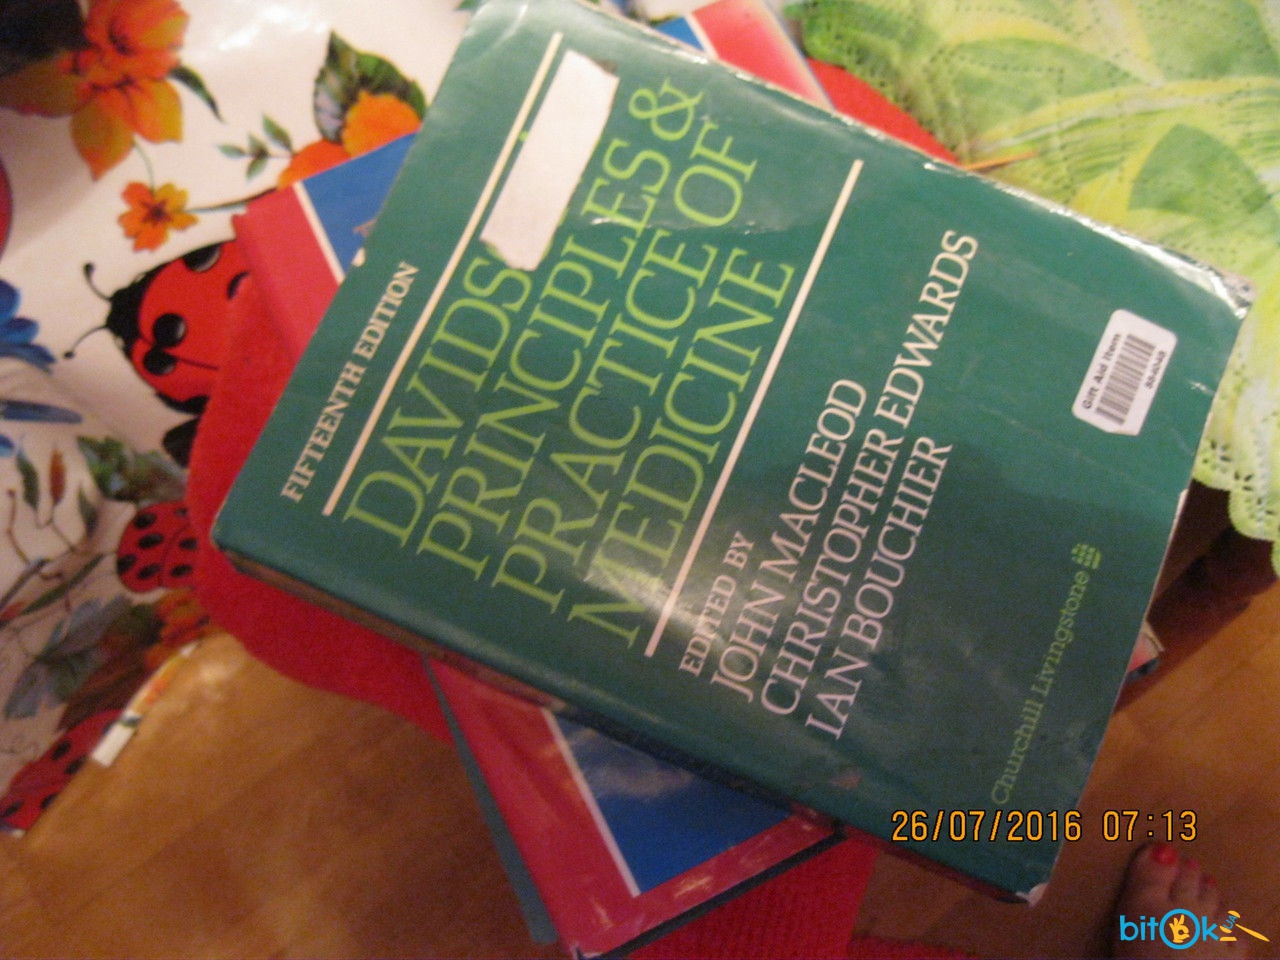 FIFTEENTH EDITION
DAVIDS
PRINCIPLES &
PRACTICE OF
MEDICINE
EDITED BY
JOHN MACLEOD
CHRISTOPHER EDWARDS
IAN BOUCHIER
Gift Aid Item
Churchill Livingstone
26/07/2016 07:13
bitOk